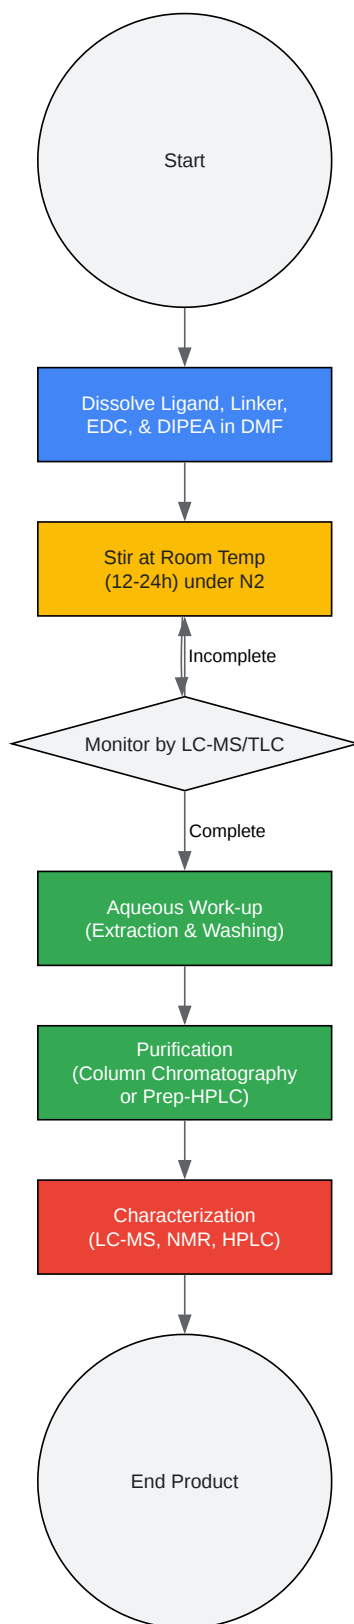 Start
Dissolve Ligand, Linker,
EDC, & DIPEA in DMF
Stir at Room Temp
(12-24h) under N2
Incomplete
Monitor by LC-MS/TLC
Complete
Aqueous Work-up
(Extraction & Washing)
Purification
(Column Chromatography
or Prep-HPLC)
Characterization
(LC-MS, NMR, HPLC)
End Product